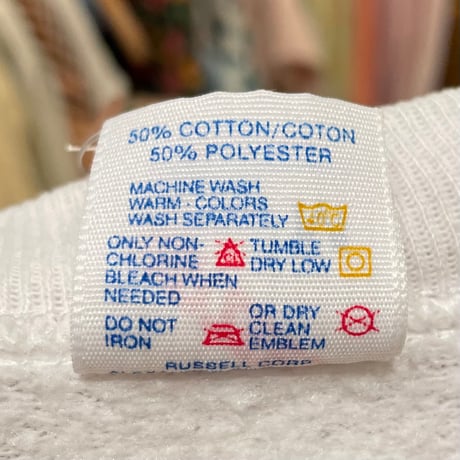 50% COTTON/COTON
50% POLYESTER
MACHINE WASH
WARM - COLORS
WASH SEPARATELY
ONLY NON-
CHLORINE
BLEACH WHEN
NEEDED
TUMBLE
DRY LOW
DO NOT
IRON
OR DRY
CLEAN
EMBLEM
RUSSELL CORP